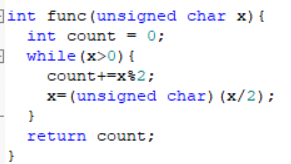 int func(unsigned char x){
int count = 0;
while(x>0){
count+=x%2;
x=(unsigned char)(x/2);
}
return count;
}